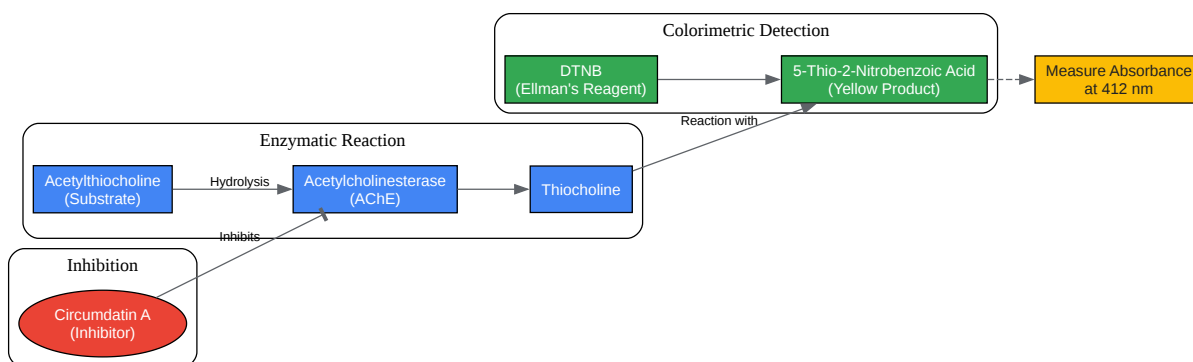 Colorimetric Detection
DTNB
(Ellman's Reagent)
5-Thio-2-Nitrobenzoic Acid
(Yellow Product)
Measure Absorbance
at 412 nm
Reaction with
Enzymatic Reaction
Acetylthiocholine
(Substrate)
Hydrolysis
Acetylcholinesterase
(AChE)
Thiocholine
Inhibits
Inhibition
Circumdatin A
(Inhibitor)